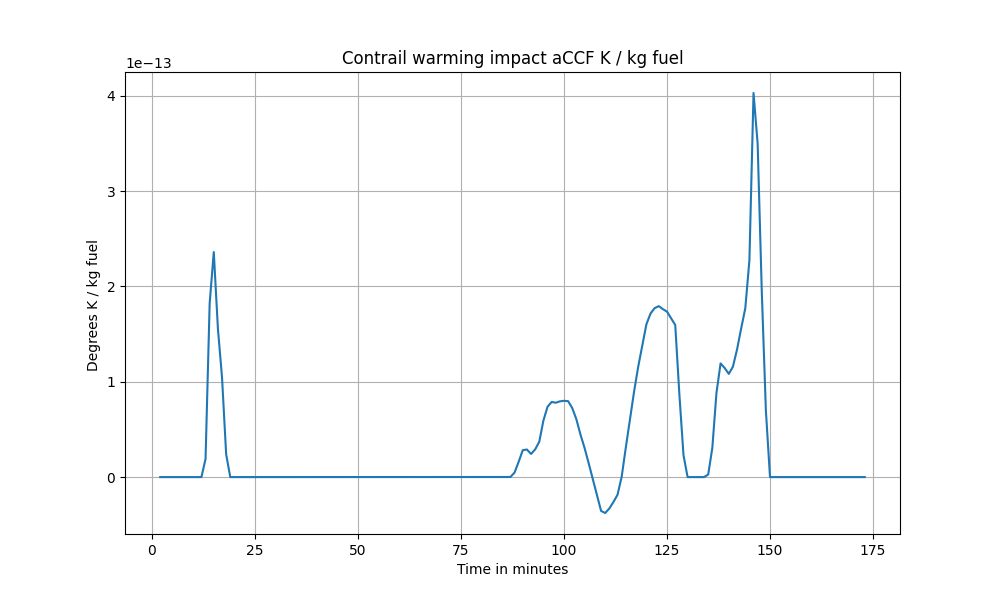 Contrail warming impact aCCF K / kg fuel
1e−13
4
3
2
1
0
Degrees K / kg fuel
0 25 50 75 100 125 150 175
Time in minutes